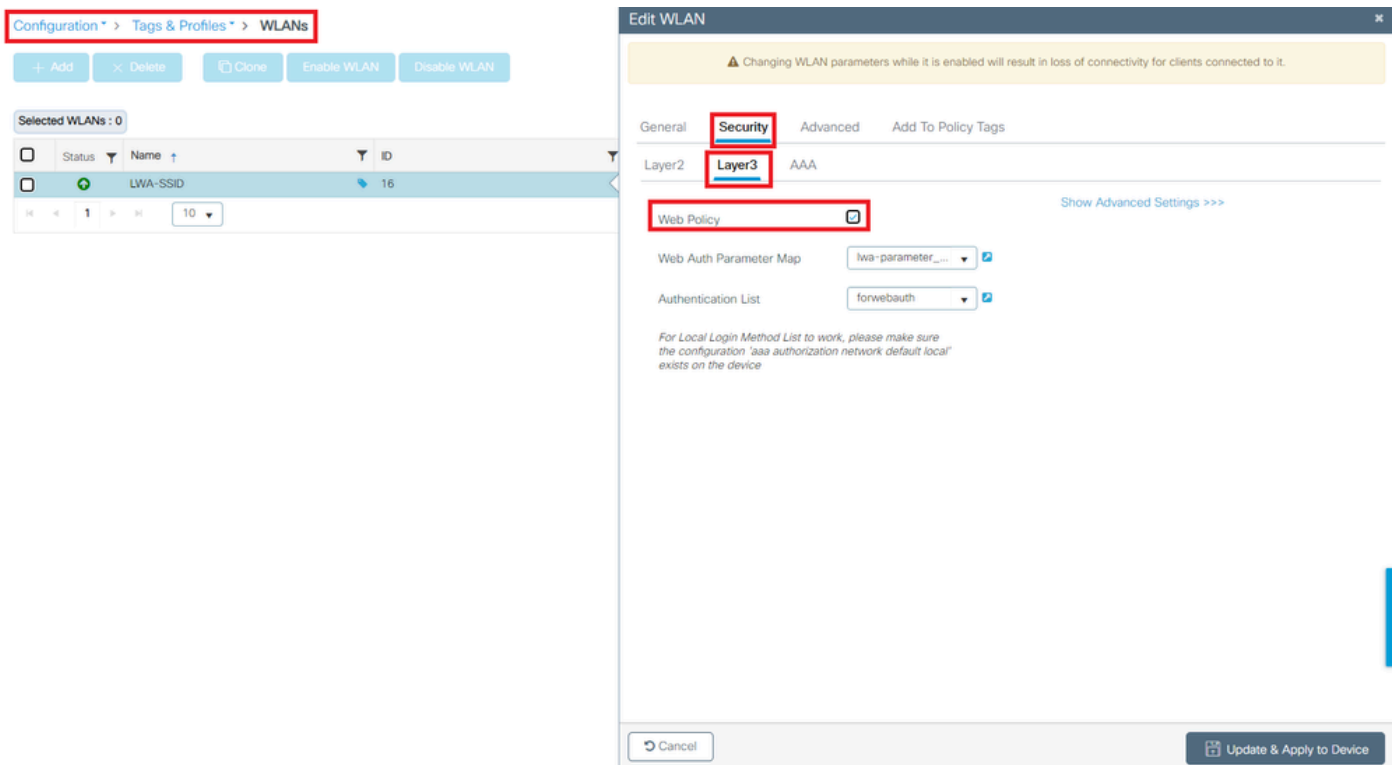 Configuration > Tags & Profiles > WLANs
+ Add × Delete Clone Enable WLAN Disable WLAN
Selected WLANs : 0
Status Name ID
LWA-SSID 16
1 10
Edit WLAN
Changing WLAN parameters while it is enabled will result in loss of connectivity for clients connected to it.
General Security Advanced Add To Policy Tags
Layer2 Layer3 AAA
Show Advanced Settings >>>
Web Policy
Web Auth Parameter Map lwa-parameter_...
Authentication List forwebauth
For Local Login Method List to work, please make sure
the configuration 'aaa authorization network default local'
exists on the device
Cancel Update & Apply to Device